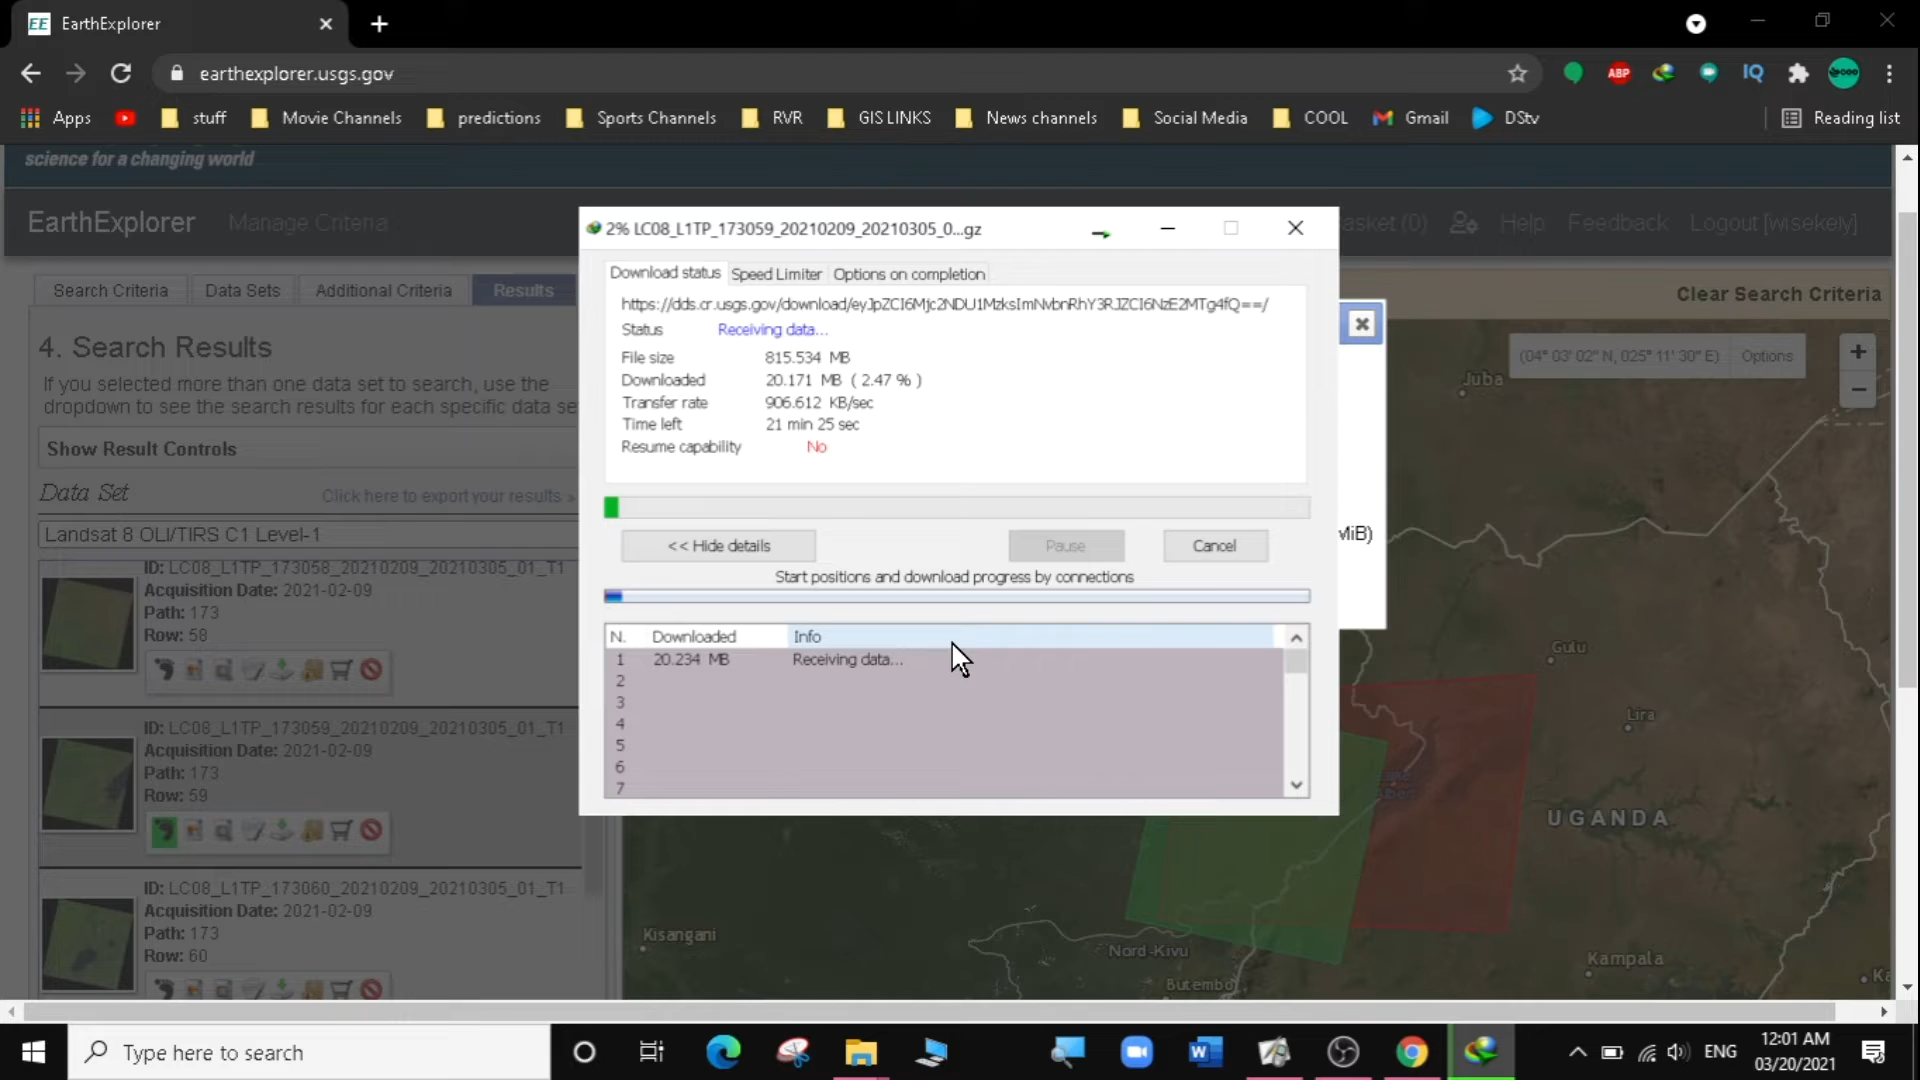 EE EarthExplorer
earthexplorer.usgs.gov
ABP
IQ
Apps stuff Movie Channels predictions Sports Channels RVR GIS LINKS News channels Social Media COOL Gmail DStv Reading list
science for a changing world
EarthExplorer Manage Criteria
asket (0) Help Feedback Logout [wisekely]
Search Criteria Data Sets Additional Criteria Results
Clear Search Criteria
4. Search Results
If you selected more than one data set to search, use the
dropdown to see the search results for each specific data se
Show Result Controls
Data Set Click here to export your results »
Landsat 8 OLI/TIRS C1 Level-1
ID: LC08_L1TP_173058_20210209_20210305_01_T1
Acquisition Date: 2021-02-09
Path: 173
Row: 58
ID: LC08_L1TP_173059_20210209_20210305_01_T1
Acquisition Date: 2021-02-09
Path: 173
Row: 59
ID: LC08_L1TP_173060_20210209_20210305_01_T1
Acquisition Date: 2021-02-09
Path: 173
Row: 60
2% LC08_L1TP_173059_20210209_20210305_0...gz
Download status Speed Limiter Options on completion
Status Receiving data...
File size 815.534 MB
Downloaded 20.171 MB ( 2.47 % )
Transfer rate 906.612 KB/sec
Time left 21 min 25 sec
Resume capability No
<< Hide details Pause Cancel
Start positions and download progress by connections
N. Downloaded Info
1 20.234 MB Receiving data...
2
3
4
5
6
7
MiB)
(04° 03' 02" N, 025° 11' 30" E) Options
+
−
Juba
Gulu
Lira
UGANDA
Kisangani
Nord-Kivu
Kampala
Butembo
Ka
Type here to search
ENG
12:01 AM
03/20/2021